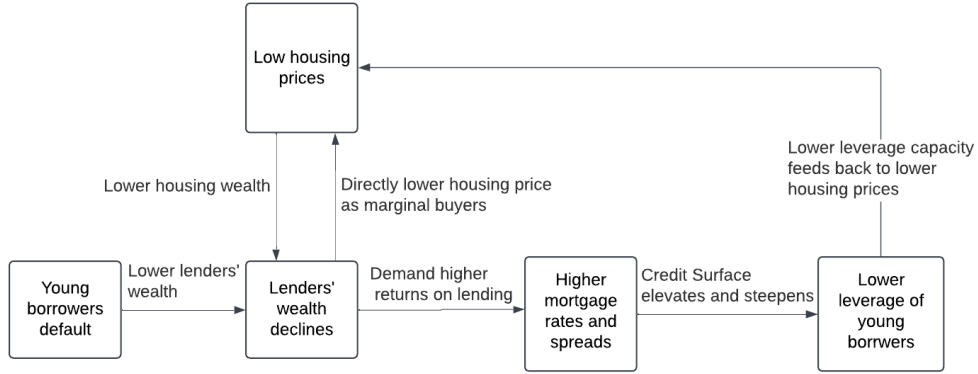 Low housing
prices
Lower leverage capacity
feeds back to lower
housing prices
Lower housing wealth
Directly lower housing price
as marginal buyers
Young
borrowers
default
Lower lenders'
wealth
Lenders'
wealth
declines
Demand higher
returns on lending
Higher
mortgage
rates and
spreads
Credit Surface
elevates and steepens
Lower
leverage of
young
borrwers